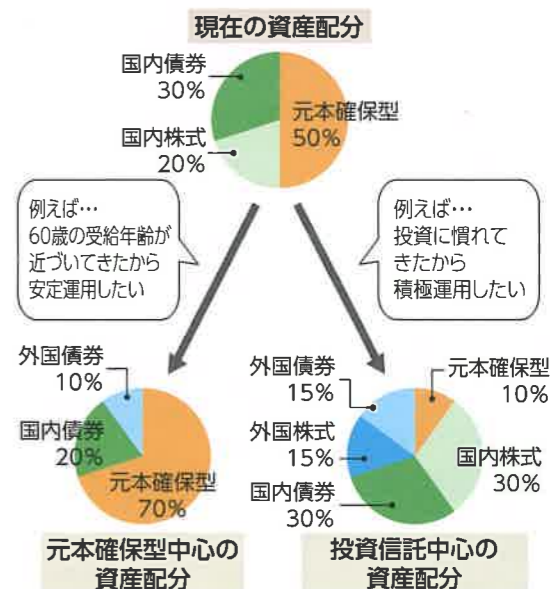 現在の資産配分
国内債券
30%
元本確保型
50%
国内株式
20%
例えば…
60歳の受給年齢が
近づいてきたから
安定運用したい
例えば…
投資に慣れて
きたから
積極運用したい
外国債券
10%
国内債券
20%
元本確保型
70%
元本確保型中心の
資産配分
外国債券
15%
元本確保型
10%
外国株式
15%
国内株式
30%
国内債券
30%
投資信託中心の
資産配分